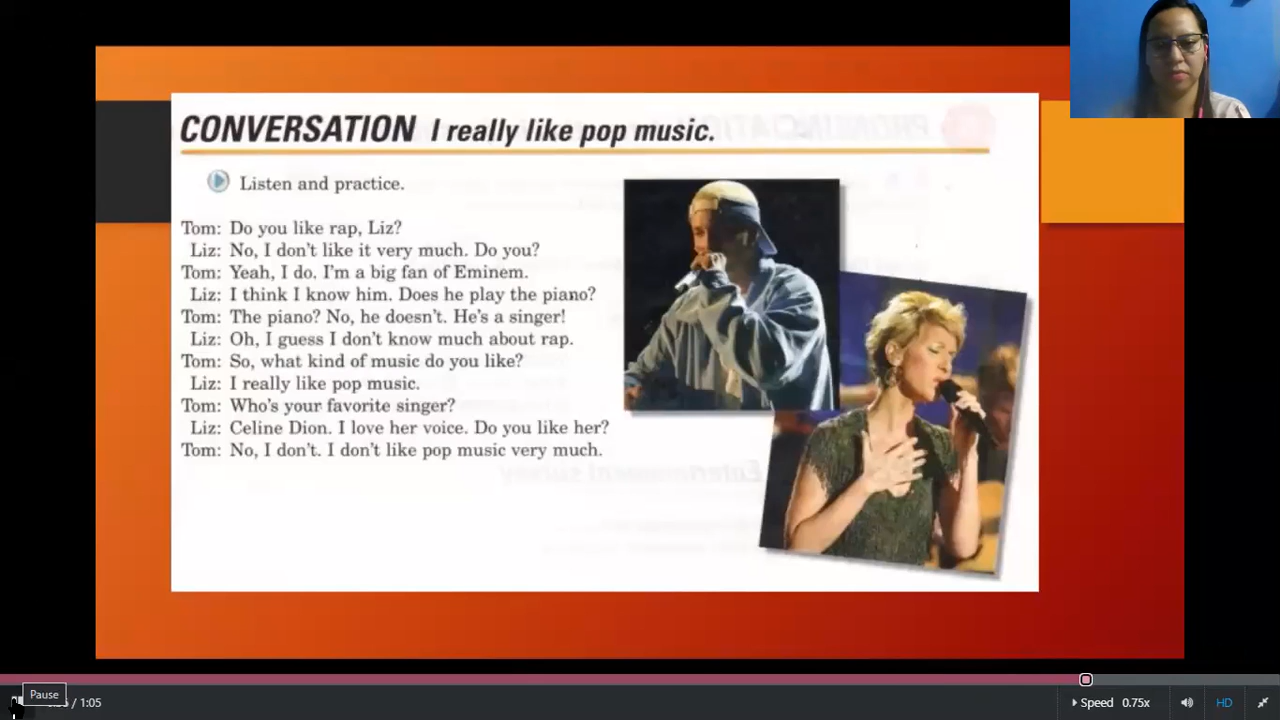 CONVERSATION I really like pop music.
Listen and practice.
Tom: Do you like rap, Liz?
Liz: No, I don't like it very much. Do you?
Tom: Yeah, I do. I'm a big fan of Eminem.
Liz: I think I know him. Does he play the piano?
Tom: The piano? No, he doesn't. He's a singer!
Liz: Oh, I guess I don't know much about rap.
Tom: So, what kind of music do you like?
Liz: I really like pop music.
Tom: Who's your favorite singer?
Liz: Celine Dion. I love her voice. Do you like her?
Tom: No, I don't. I don't like pop music very much.
Pause
/ 1:05
Speed 0.75x
HD